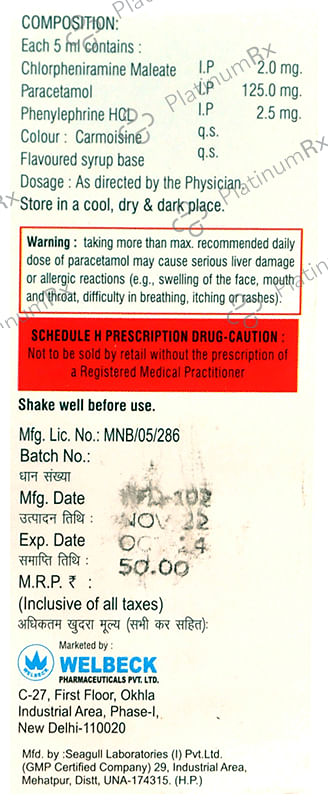 COMPOSITION:
Each 5 ml contains :
Chlorpheniramine Maleate I.P 2.0 mg.
Paracetamol I.P 125.0 mg.
Phenylephrine HCL I.P 2.5 mg.
Colour : Carmoisine q.s.
Flavoured syrup base q.s.
Dosage : As directed by the Physician
Store in a cool, dry & dark place.
Warning : taking more than max. recommended daily
dose of paracetamol may cause serious liver damage
or allergic reactions (e.g., swelling of the face, mouth
and throat, difficulty in breathing, itching or rashes).
SCHEDULE H PRESCRIPTION DRUG-CAUTION :
Not to be sold by retail without the prescription of
a Registered Medical Practitioner
Shake well before use.
Mfg. Lic. No.: MNB/05/286
Batch No.:
धान संख्या
Mfg. Date
उत्पादन तिथि : NOV 22
Exp. Date
समाप्ति तिथि :
M.R.P. ₹ : 50.00
(Inclusive of all taxes)
अधिकतम खुदरा मूल्य (सभी कर सहित):
Marketed by :
WELBECK
WELBECK
PHARMACEUTICALS PVT. LTD.
C-27, First Floor, Okhla
Industrial Area, Phase-I,
New Delhi-110020
Mfd. by :Seagull Laboratories (I) Pvt.Ltd.
(GMP Certified Company) 29, Industrial Area,
Mehatpur, Distt, UNA-174315. (H.P.)
PlatinumRx
PlatinumRx
PlatinumRx